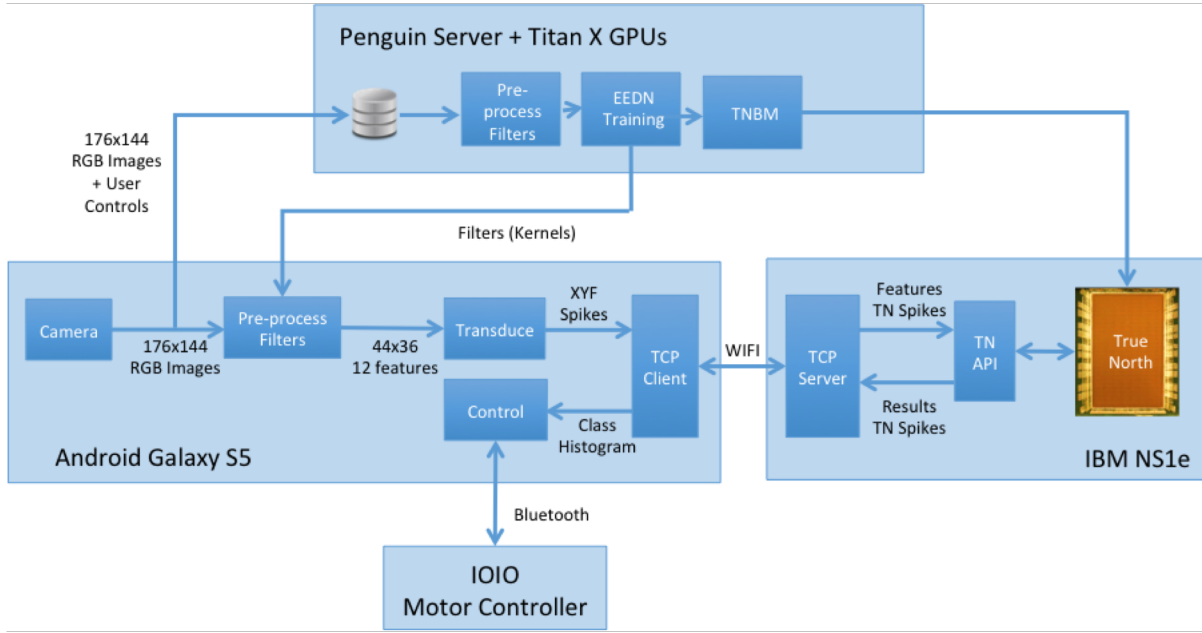 Penguin Server + Titan X GPUs
Pre-
process
Filters
EEDN
Training
TNBM
176x144
RGB Images
+ User
Controls
Filters (Kernels)
Camera
176x144
RGB Images
Pre-process
Filters
44x36
12 features
Transduce
XYF
Spikes
TCP
Client
Control
Class
Histogram
Android Galaxy S5
WIFI
TCP
Server
Features
TN Spikes
TN
API
Results
TN Spikes
True
North
IBM NS1e
Bluetooth
IOIO
Motor Controller